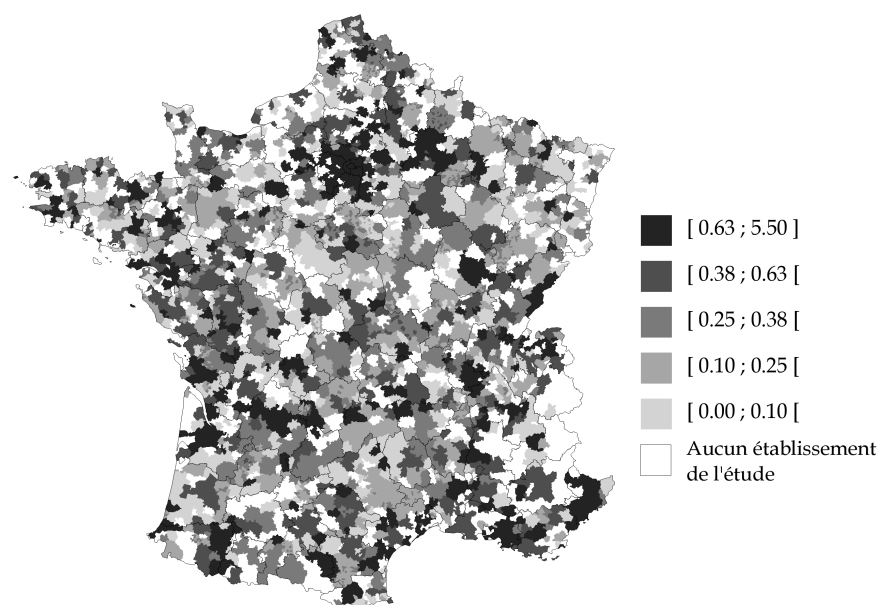 [ 0.63 ; 5.50 ]
[ 0.38 ; 0.63 [
[ 0.25 ; 0.38 [
[ 0.10 ; 0.25 [
[ 0.00 ; 0.10 [
Aucun établissement
de l'étude